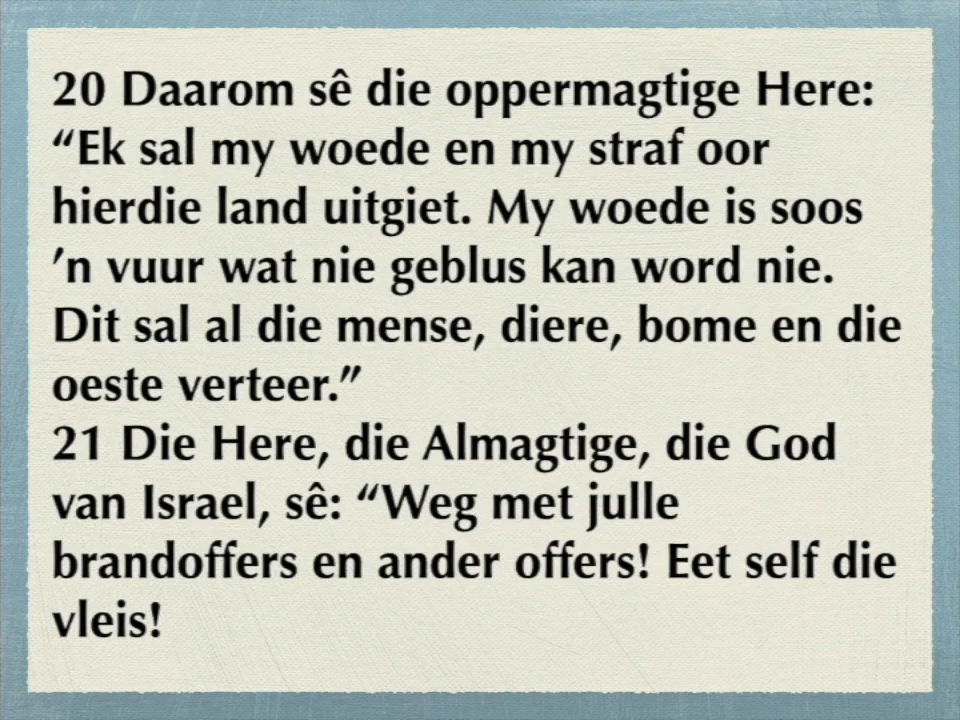 20 Daarom sê die oppermagtige Here:
“Ek sal my woede en my straf oor
hierdie land uitgiet. My woede is soos
’n vuur wat nie geblus kan word nie.
Dit sal al die mense, diere, bome en die
oeste verteer.”
21 Die Here, die Almagtige, die God
van Israel, sê: “Weg met julle
brandoffers en ander offers! Eet self die
vleis!